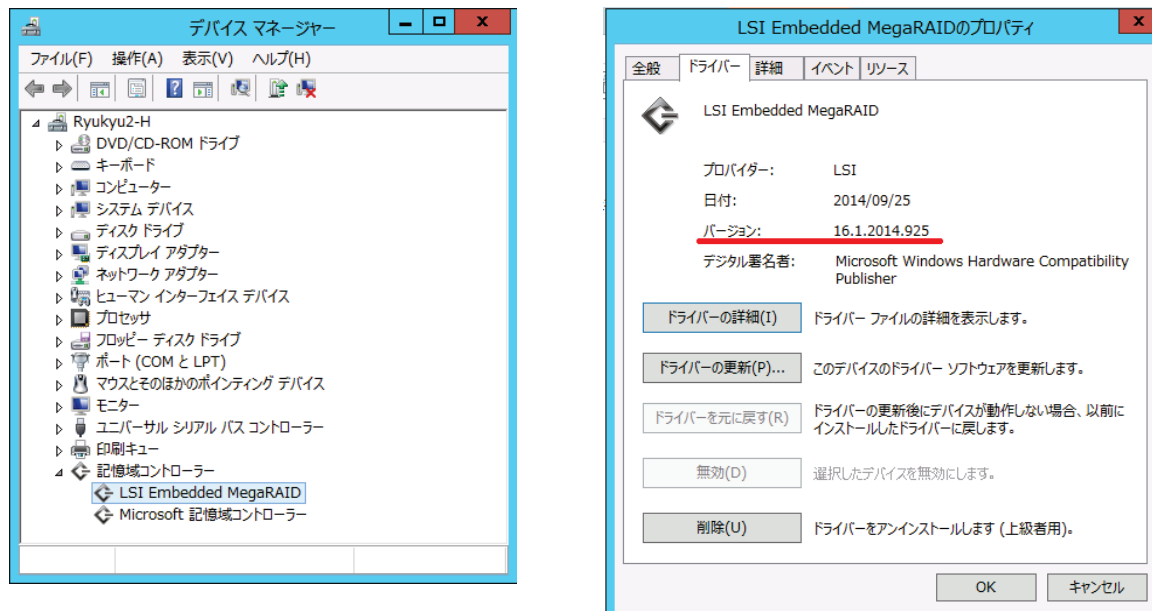 デバイス マネージャー
ファイル(F) 操作(A) 表示(V) ヘルプ(H)
Ryukyu2-H
DVD/CD-ROM ドライブ
キーボード
コンピューター
システム デバイス
ディスク ドライブ
ディスプレイ アダプター
ネットワーク アダプター
ヒューマン インターフェイス デバイス
プロセッサ
フロッピー ディスク ドライブ
ポート (COM と LPT)
マウスとそのほかのポインティング デバイス
モニター
ユニバーサル シリアル バス コントローラー
印刷キュー
記憶域コントローラー
LSI Embedded MegaRAID
Microsoft 記憶域コントローラー
LSI Embedded MegaRAIDのプロパティ
全般 ドライバー 詳細 イベント リソース
LSI Embedded MegaRAID
プロバイダー: LSI
日付: 2014/09/25
バージョン: 16.1.2014.925
デジタル署名者: Microsoft Windows Hardware Compatibility
Publisher
ドライバーの詳細(I) ドライバー ファイルの詳細を表示します。
ドライバーの更新(P)... このデバイスのドライバー ソフトウェアを更新します。
ドライバーを元に戻す(R) ドライバーの更新後にデバイスが動作しない場合、以前に
インストールしたドライバーに戻します。
無効(D) 選択したデバイスを無効にします。
削除(U) ドライバーをアンインストールします (上級者用)。
OK キャンセル